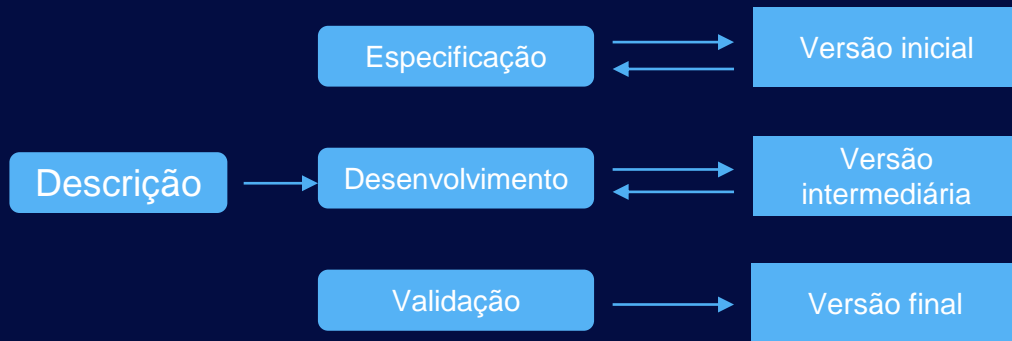 Especificação
Versão inicial
Descrição
Desenvolvimento
Versão
intermediária
Validação
Versão final